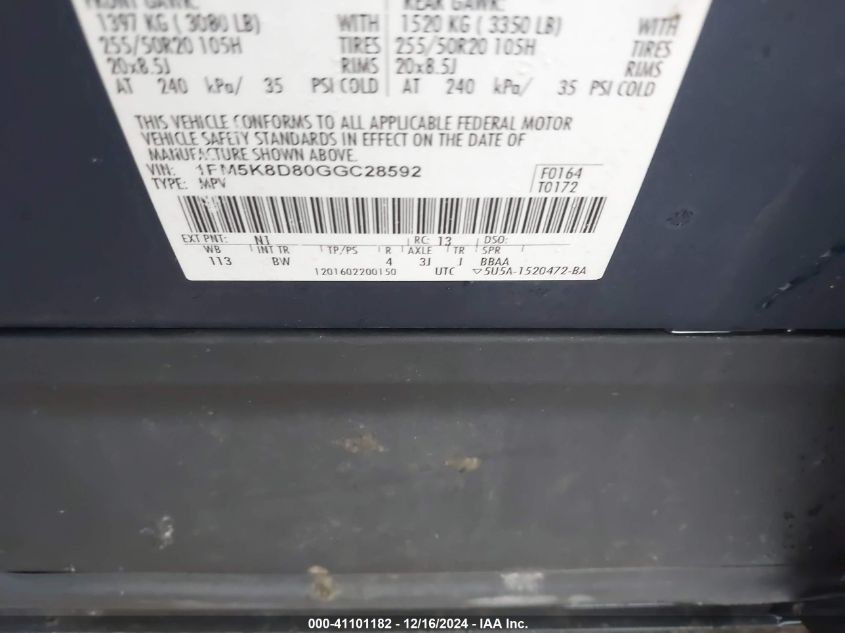 FRONT GAWR: REAR GAWR:
1397 KG ( 3080 LB) WITH 1520 KG ( 3350 LB) WITH
255/50R20 105H TIRES 255/50R20 105H TIRES
20x8.5J RIMS 20x8.5J RIMS
AT 240 kPa/ 35 PSI COLD AT 240 kPa/ 35 PSI COLD
THIS VEHICLE CONFORMS TO ALL APPLICABLE FEDERAL MOTOR
VEHICLE SAFETY STANDARDS IN EFFECT ON THE DATE OF
MANUFACTURE SHOWN ABOVE.
VIN: 1FM5K8D80GGC28592 F0164
TYPE: MPV T0172
EXT PNT: N1 RC: 13 DSO:
WB INT TR TP/PS R AXLE TR SPR
113 BW 4 3J J BBAA
1201602200150 UTC ▽5U5A-1520472-BA
000-41101182 - 12/16/2024 - IAA Inc.